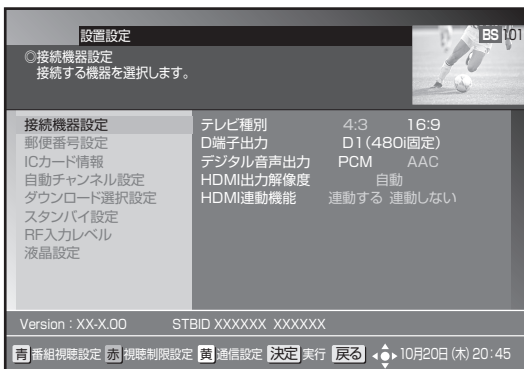 設置設定
BS 101
◎接続機器設定
接続する機器を選択します。
接続機器設定
郵便番号設定
ICカード情報
自動チャンネル設定
ダウンロード選択設定
スタンバイ設定
RF入力レベル
液晶設定
テレビ種別 4:3 16:9
D端子出力 D1(480i固定)
デジタル音声出力 PCM AAC
HDMI出力解像度 自動
HDMI連動機能 連動する 連動しない
Version：XX-X.00 STBID XXXXXX XXXXXX
青 番組視聴設定 赤 視聴制限設定 黄 通信設定 決定 実行 戻る 10月20日(木)20:45